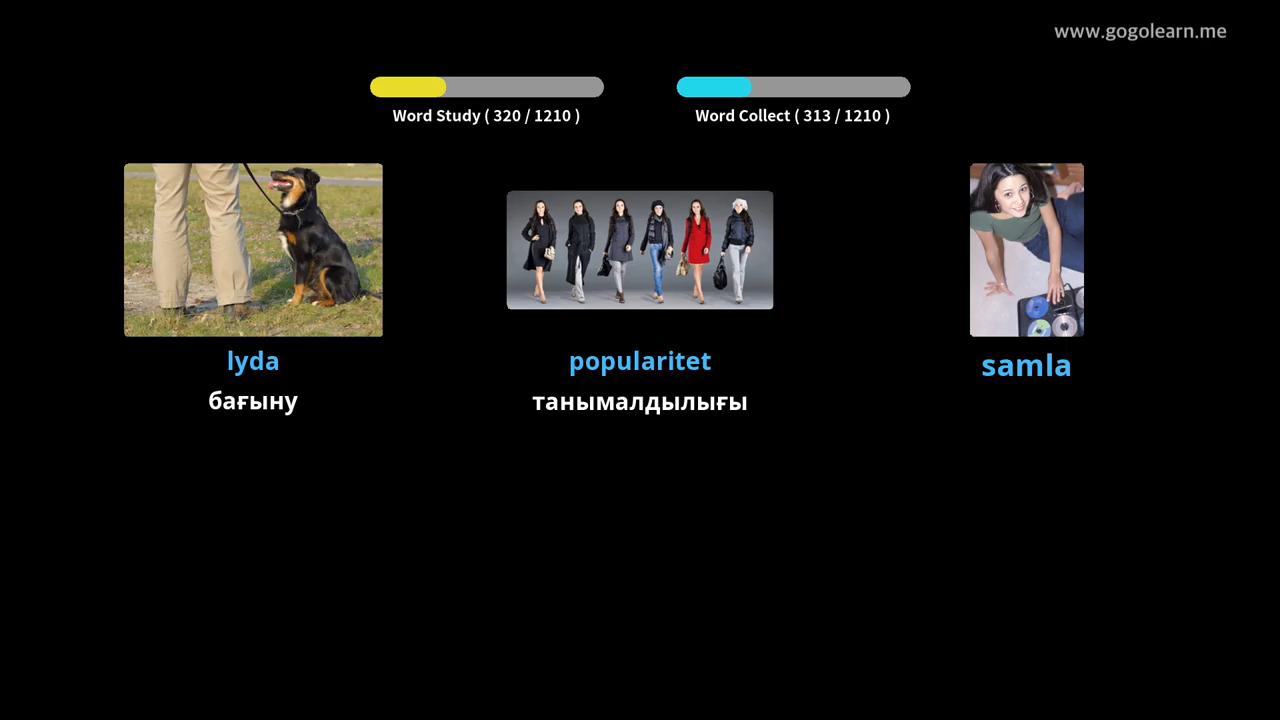 www.gogolearn.me
Word Study ( 320 / 1210 )
Word Collect ( 313 / 1210 )
lyda
popularitet
samla
бағыну
танымалдылығы